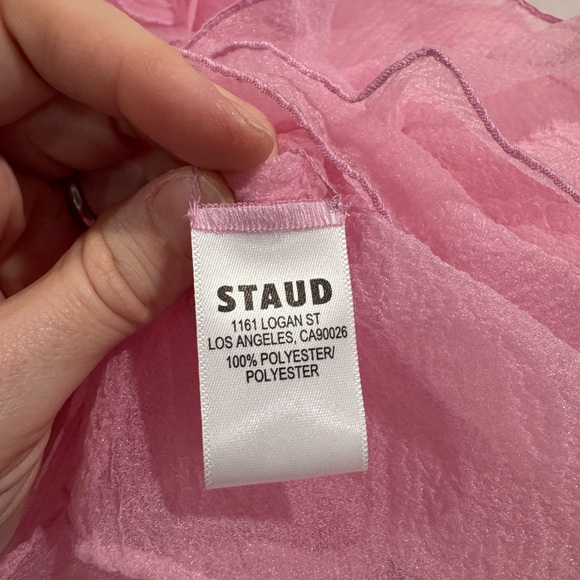 STAUD
1161 LOGAN ST
LOS ANGELES, CA90026
100% POLYESTER/
POLYESTER